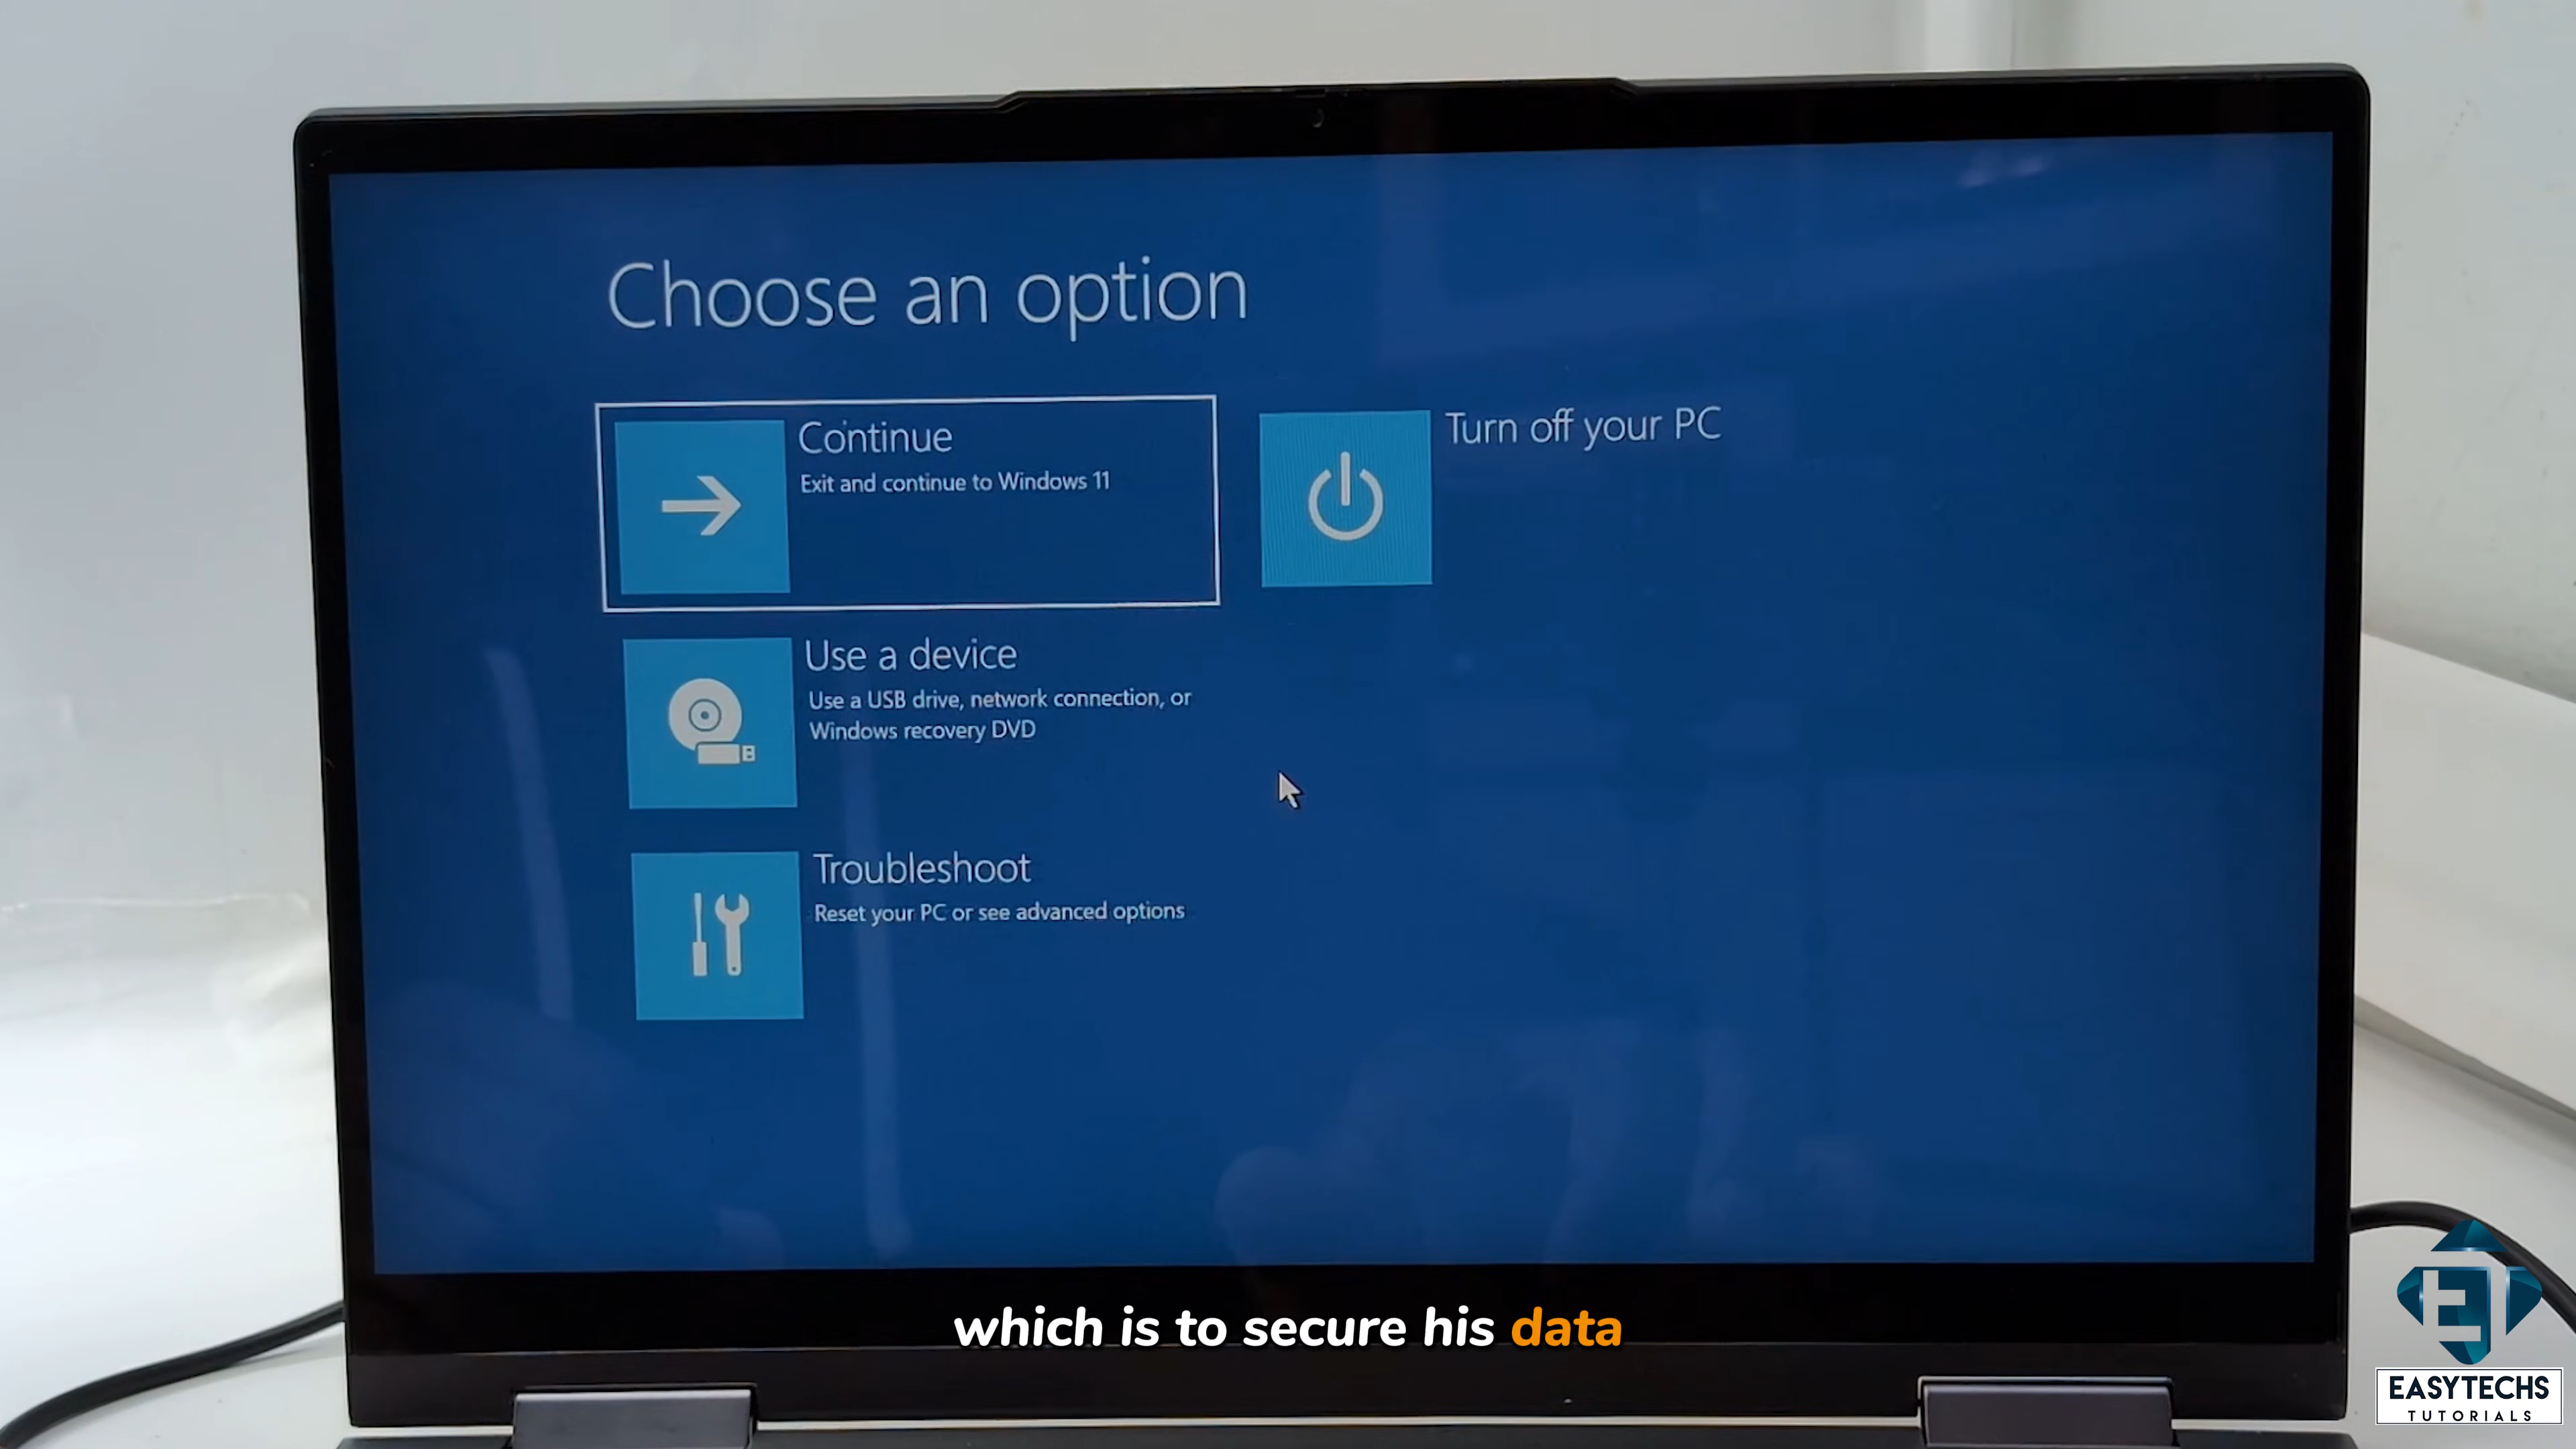 Choose an option
Continue
Exit and continue to Windows 11
Turn off your PC
Use a device
Use a USB drive, network connection, or
Windows recovery DVD
Troubleshoot
Reset your PC or see advanced options
which is to secure his data
EASYTECHS
TUTORIALS